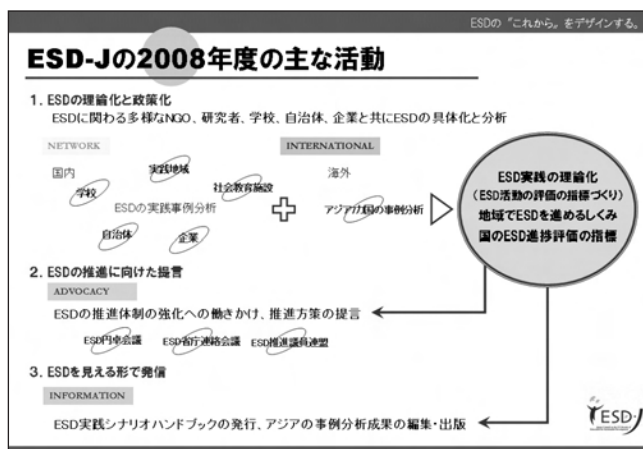 ESDの“これから”をデザインする。
ESD-Jの2008年度の主な活動
1. ESDの理論化と政策化
ESDに関わる多様なNGO、研究者、学校、自治体、企業と共にESDの具体化と分析
NETWORK
INTERNATIONAL
国内
実践地域
海外
学校
社会教育施設
ESDの実践事例分析
アジア7カ国の事例分析
自治体
企業
ESD実践の理論化
(ESD活動の評価の指標づくり)
地域でESDを進めるしくみ
国のESD進捗評価の指標
2. ESDの推進に向けた提言
ADVOCACY
ESDの推進体制の強化への働きかけ、推進方策の提言
ESD円卓会議
ESD省庁連絡会議
ESD推進議員連盟
3. ESDを見える形で発信
INFORMATION
ESD実践シナリオハンドブックの発行、アジアの事例分析成果の編集・出版
ESD-J